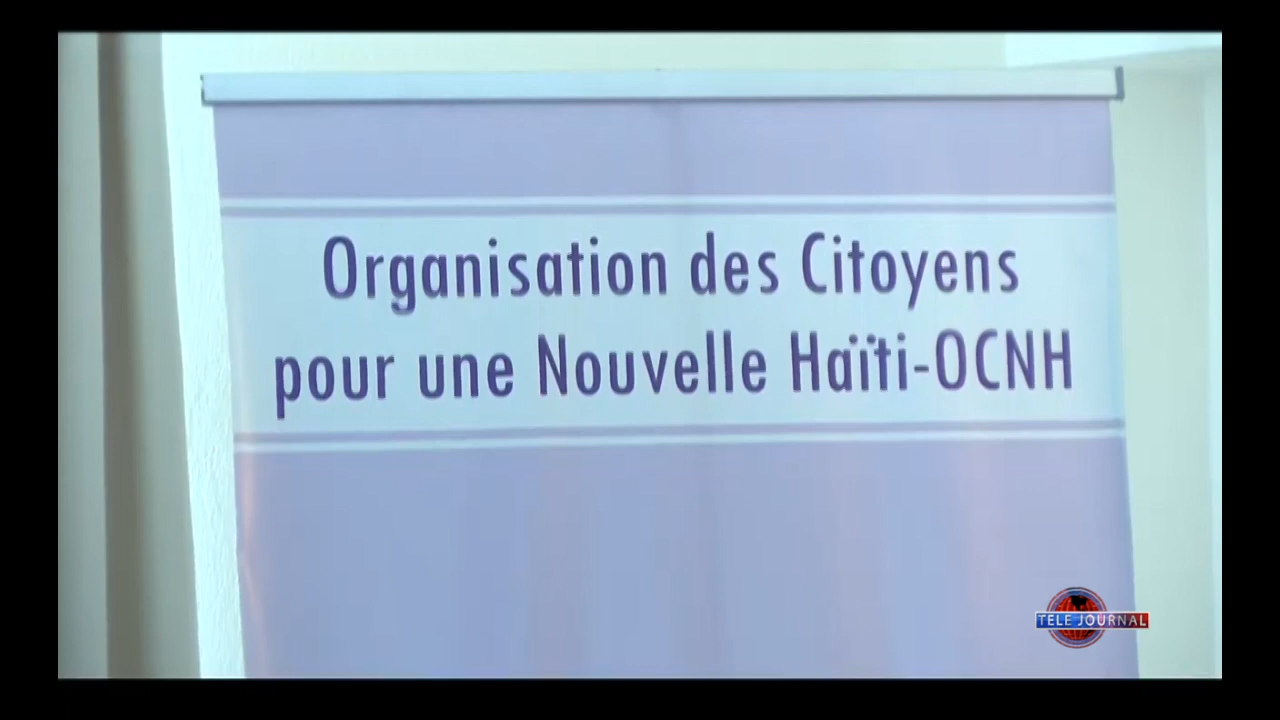 Organisation des Citoyens
pour une Nouvelle Haïti-OCNH
TELE JOURNAL